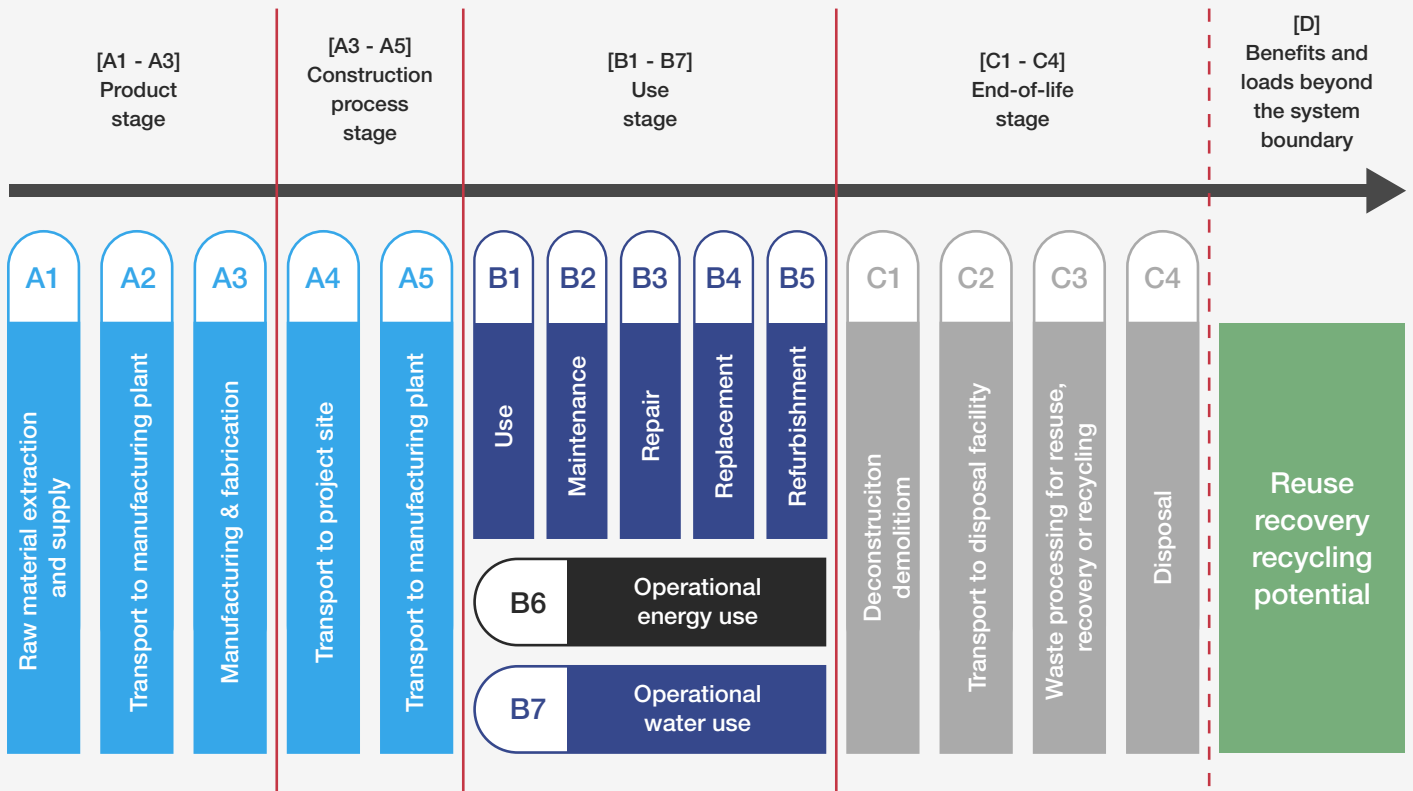 [A1 - A3]
Product
stage
[A3 - A5]
Construction
process
stage
[B1 - B7]
Use
stage
[C1 - C4]
End-of-life
stage
[D]
Benefits and
loads beyond
the system
boundary
A1
Raw material extraction
and supply
A2
Transport to manufacturing plant
A3
Manufacturing & fabrication
A4
Transport to project site
A5
Transport to manufacturing plant
B1
Use
B2
Maintenance
B3
Repair
B4
Replacement
B5
Refurbishment
B6
Operational
energy use
B7
Operational
water use
C1
Deconstruciton
demolitiom
C2
Transport to disposal facility
C3
Waste processing for resuse,
recovery or recycling
C4
Disposal
Reuse
recovery
recycling
potential